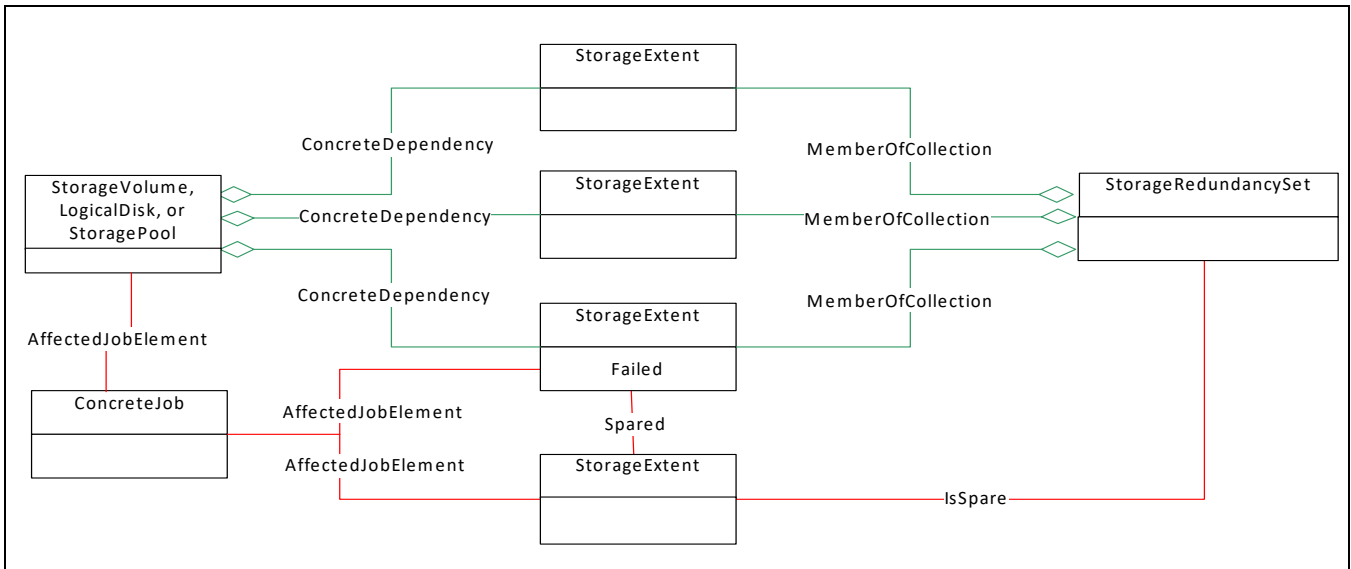 StorageExtent
ConcreteDependency
MemberOfCollection
StorageVolume,
LogicalDisk, or
StoragePool
StorageExtent
StorageRedundancySet
ConcreteDependency
MemberOfCollection
ConcreteDependency
MemberOfCollection
StorageExtent
AffectedJobElement
Failed
ConcreteJob
AffectedJobElement
Spared
AffectedJobElement
StorageExtent
IsSpare